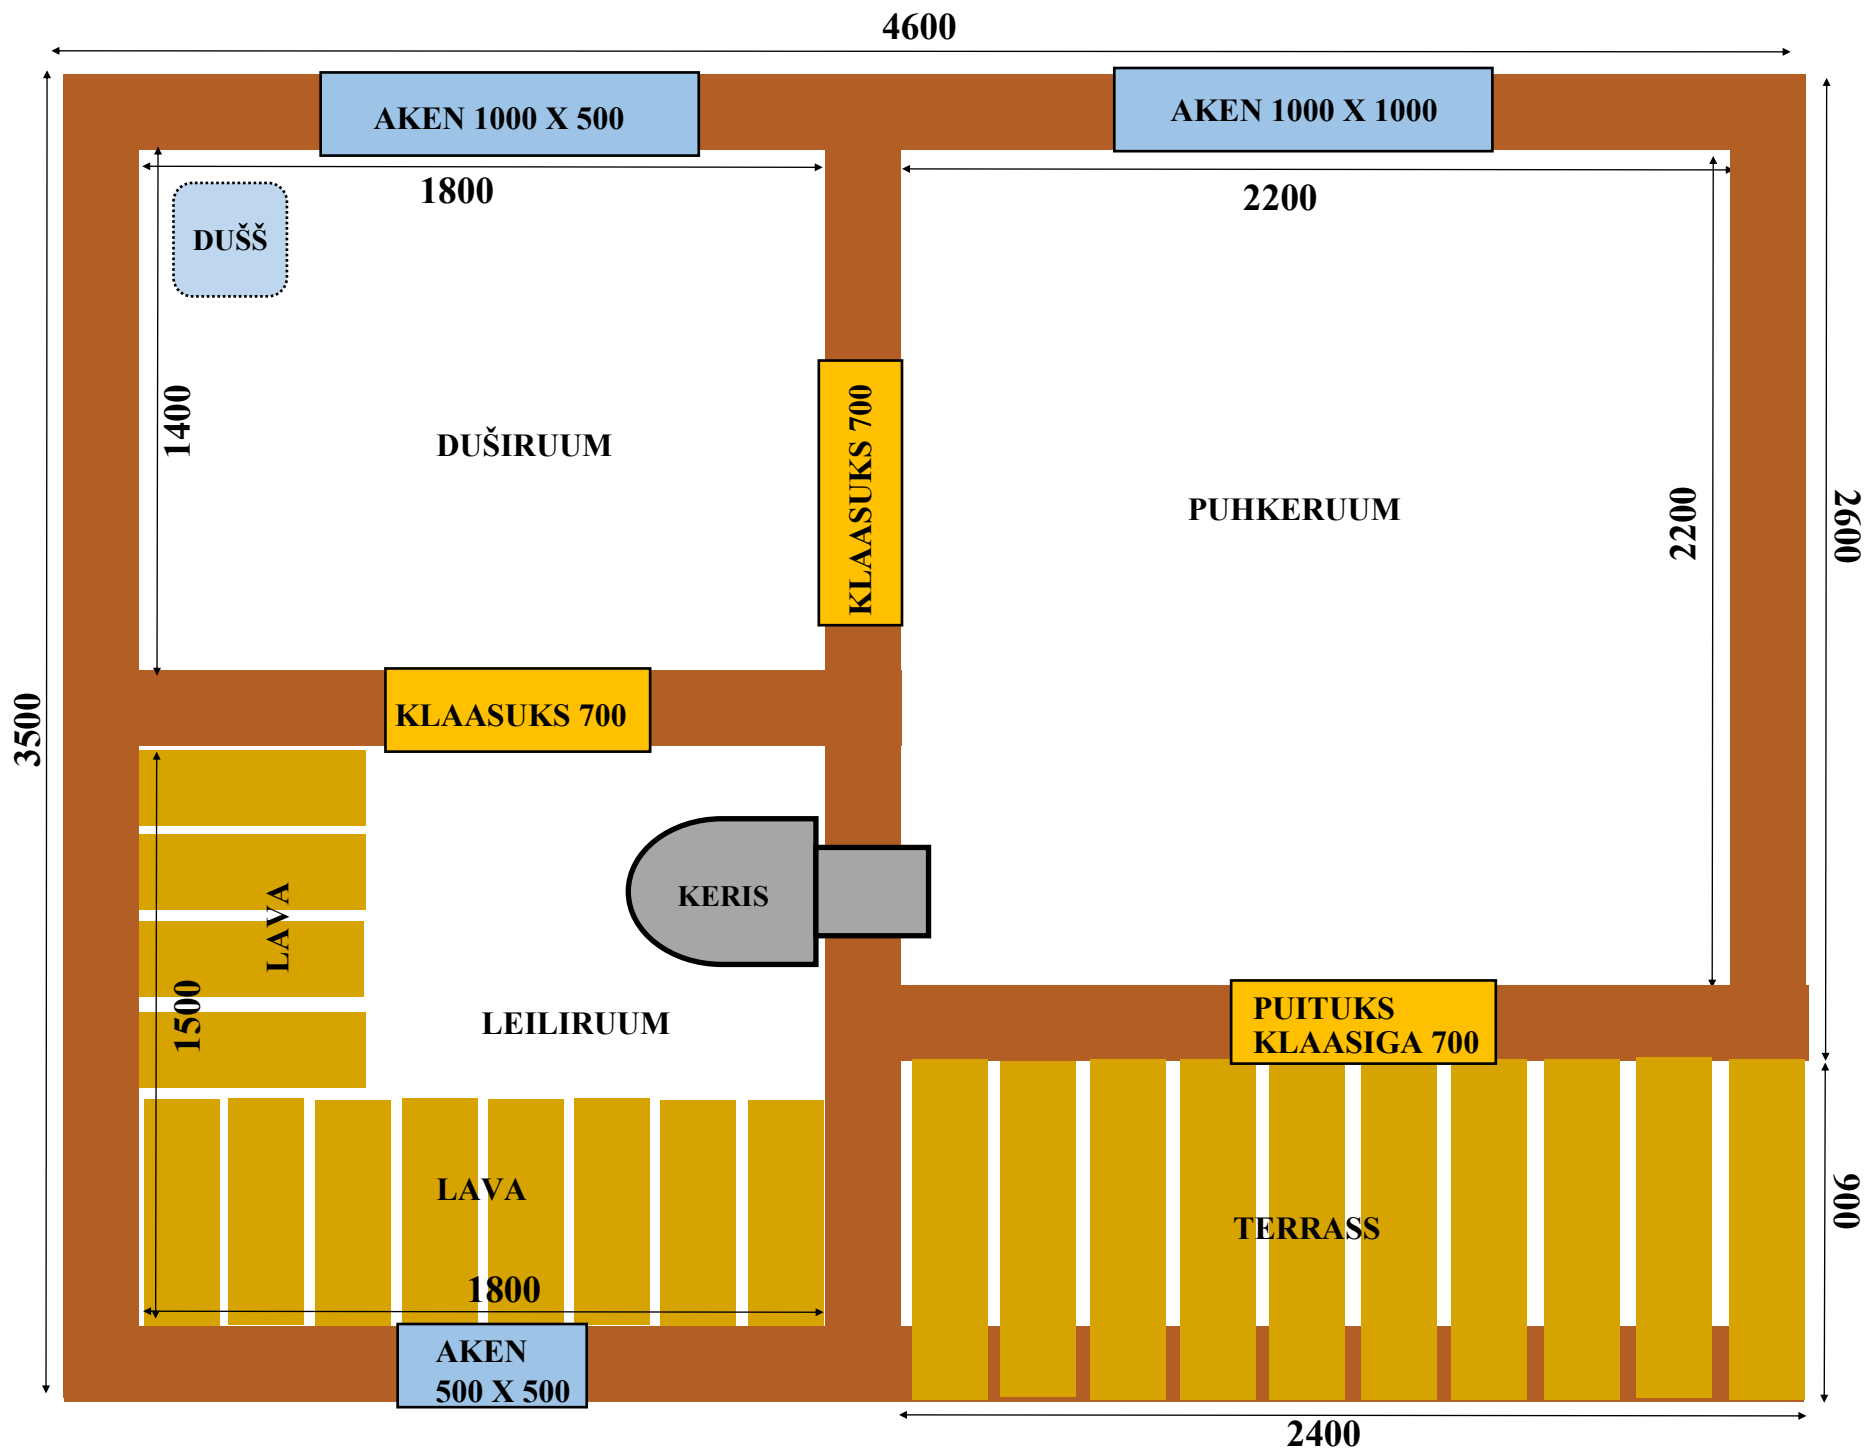 4600
AKEN 1000 X 500
AKEN 1000 X 1000
1800
2200
DUŠŠ
1400
DUŠIRUUM
KLAASUKS 700
PUHKERUUM
2200
2600
3500
KLAASUKS 700
LAVA
KERIS
1500
LEILIRUUM
PUITUKS
KLAASIGA 700
LAVA
TERRASS
900
1800
AKEN
500 X 500
2400